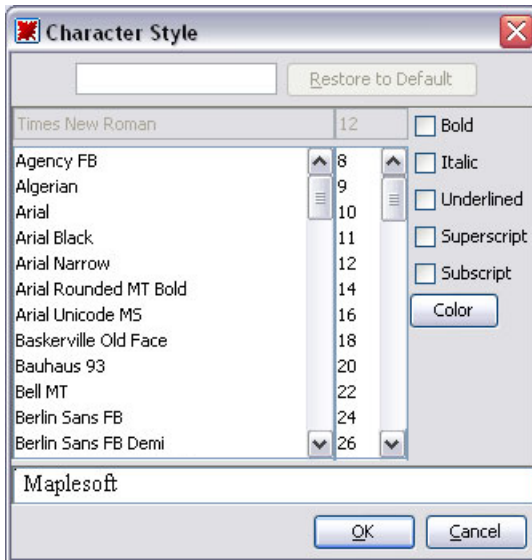 Character Style
Restore to Default
Times New Roman 12
Bold
Italic
Underlined
Superscript
Subscript
Color
Agency FB
Algerian
Arial
Arial Black
Arial Narrow
Arial Rounded MT Bold
Arial Unicode MS
Baskerville Old Face
Bauhaus 93
Bell MT
Berlin Sans FB
Berlin Sans FB Demi
8
9
10
11
12
14
16
18
20
22
24
26
Maplesoft
OK Cancel